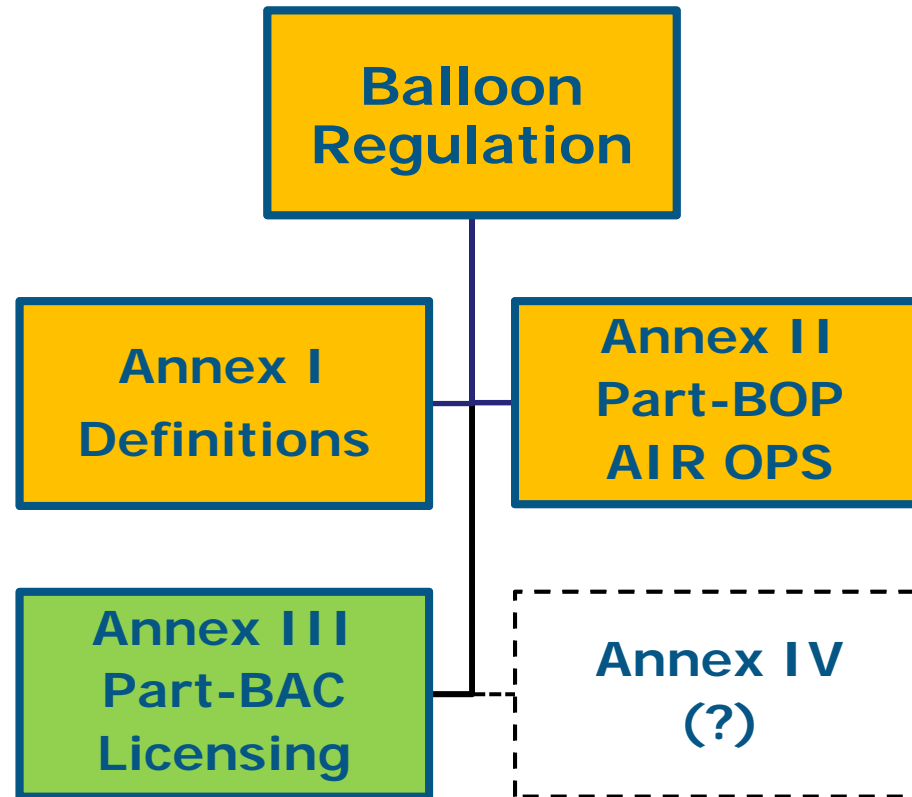 Balloon
Regulation
Annex I
Definitions
Annex II
Part-BOP
AIR OPS
Annex III
Part-BAC
Licensing
Annex IV
(?)